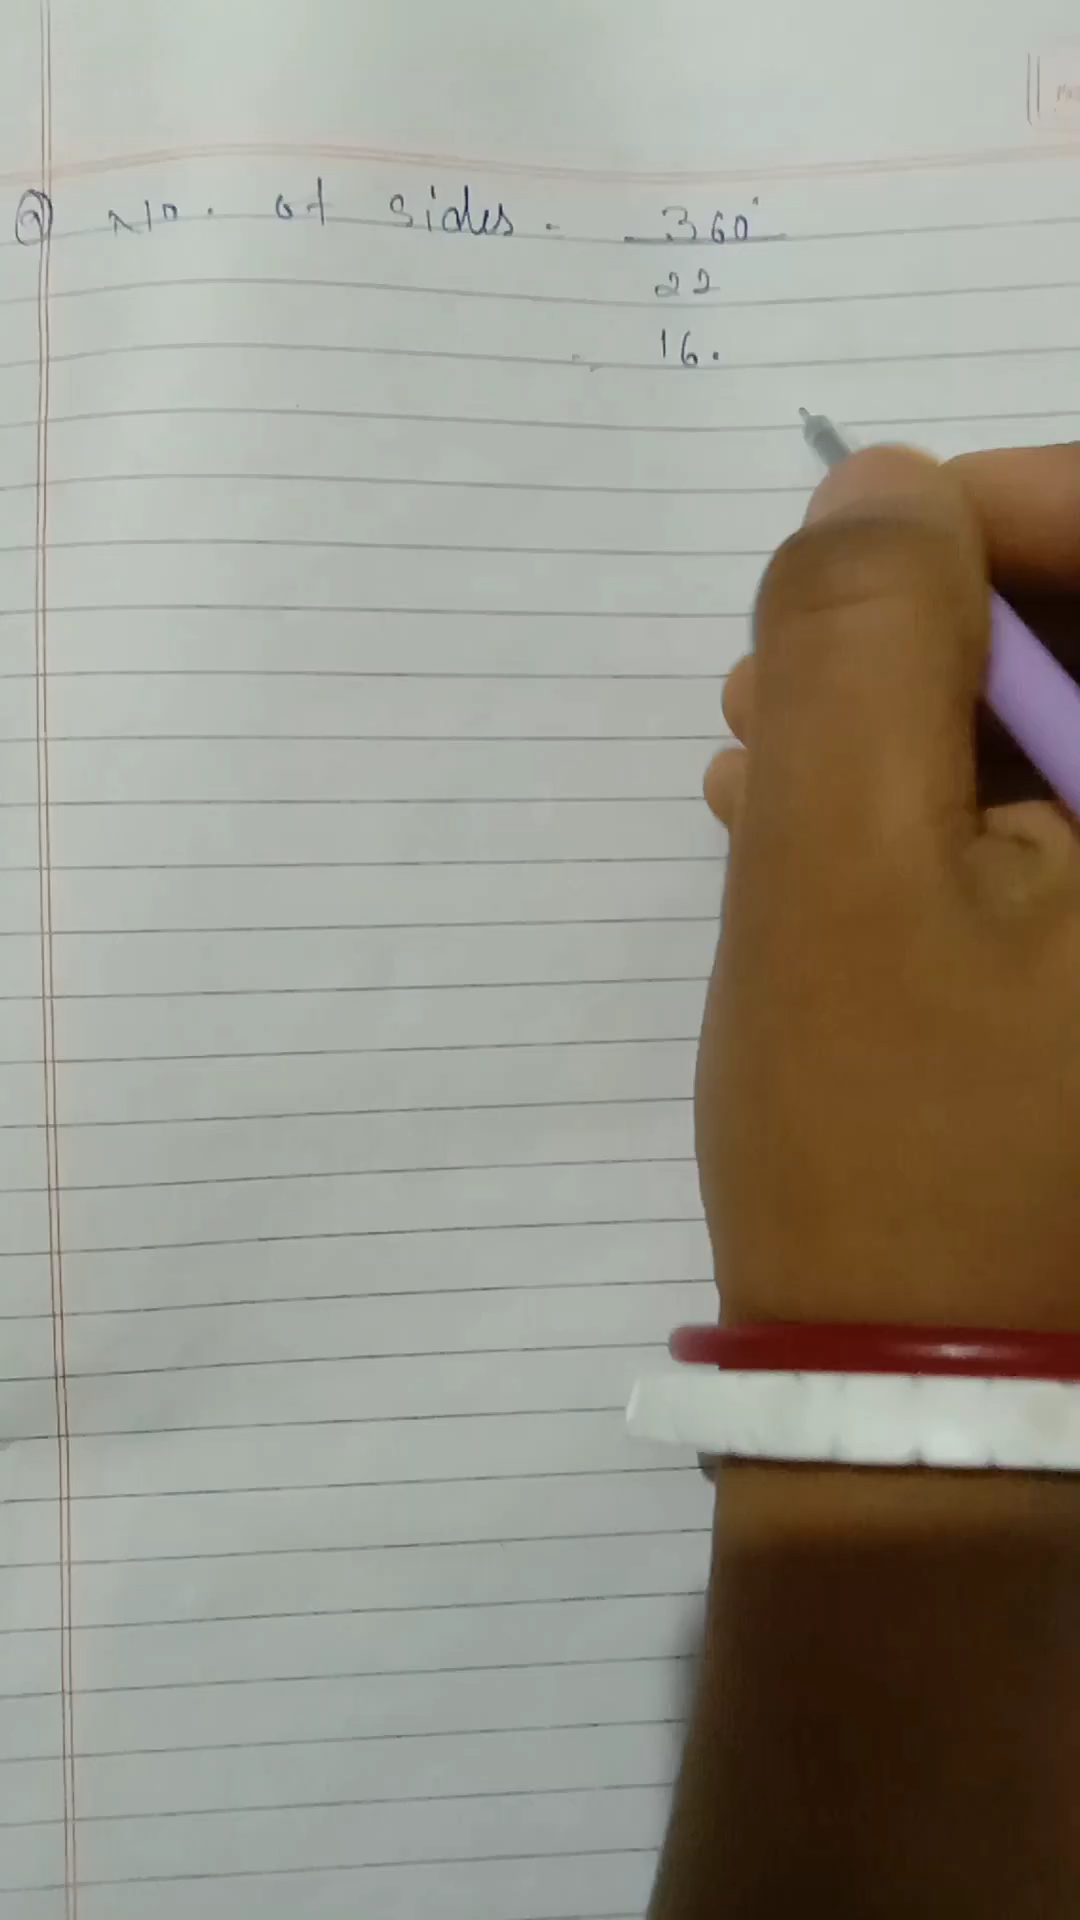 a) No. of sides = 360°
22
= 16.